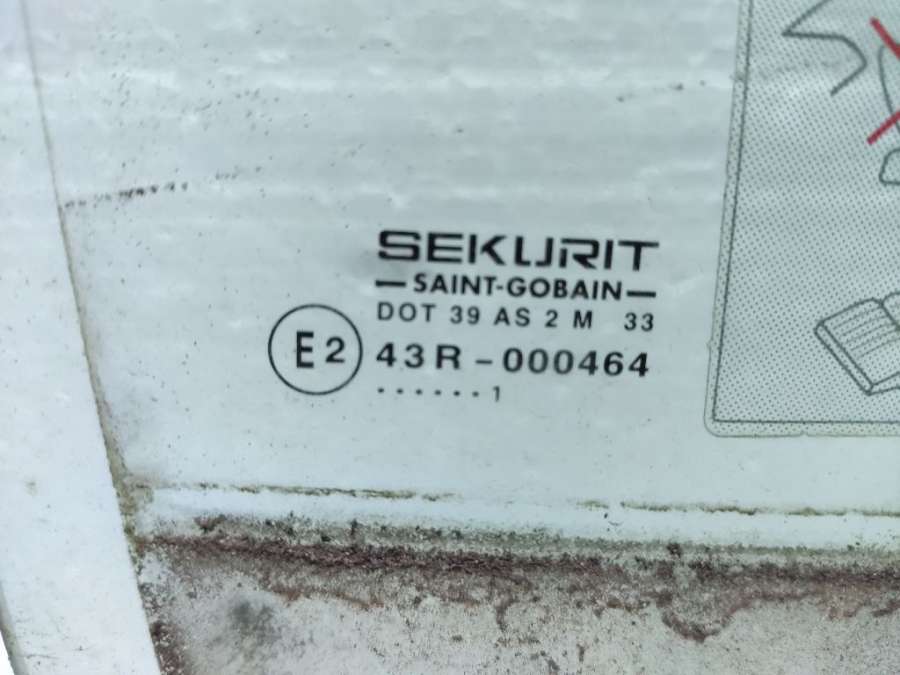 SEKURIT
—SAINT-GOBAIN—
DOT 39 AS 2 M 33
E2 43R-000464
. . . . . . 1